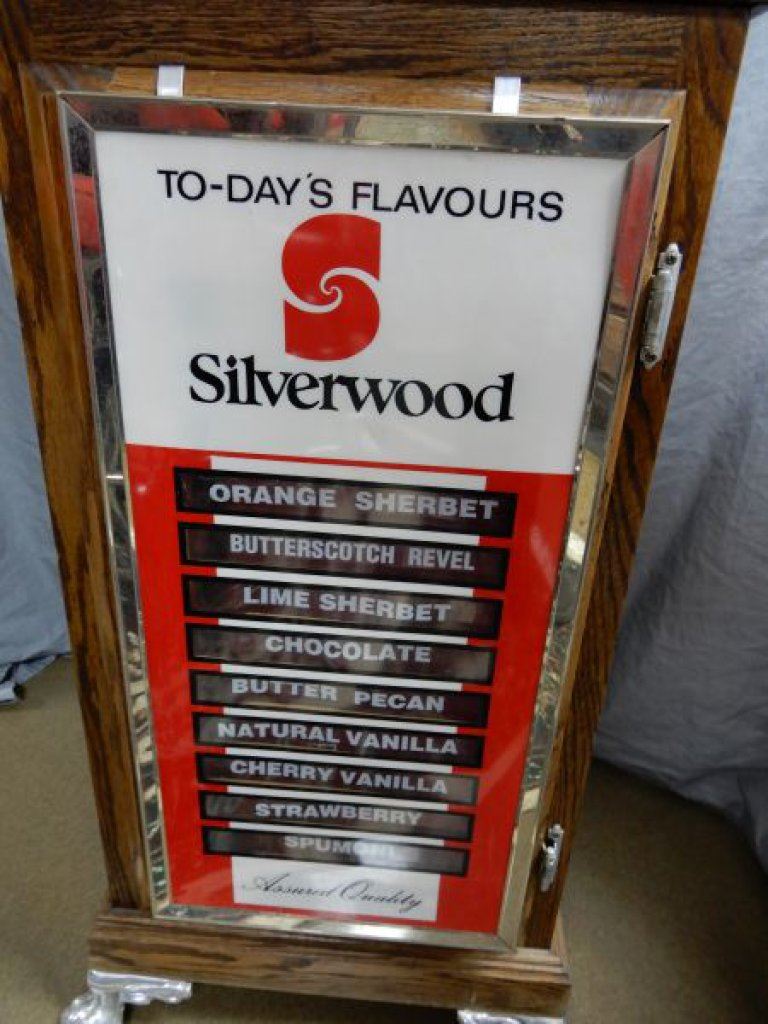 TO-DAY'S FLAVOURS
Silverwood
ORANGE SHERBET
BUTTERSCOTCH REVEL
LIME SHERBET
CHOCOLATE
BUTTER PECAN
NATURAL VANILLA
CHERRY VANILLA
STRAWBERRY
SPUMONI
Assured Quality